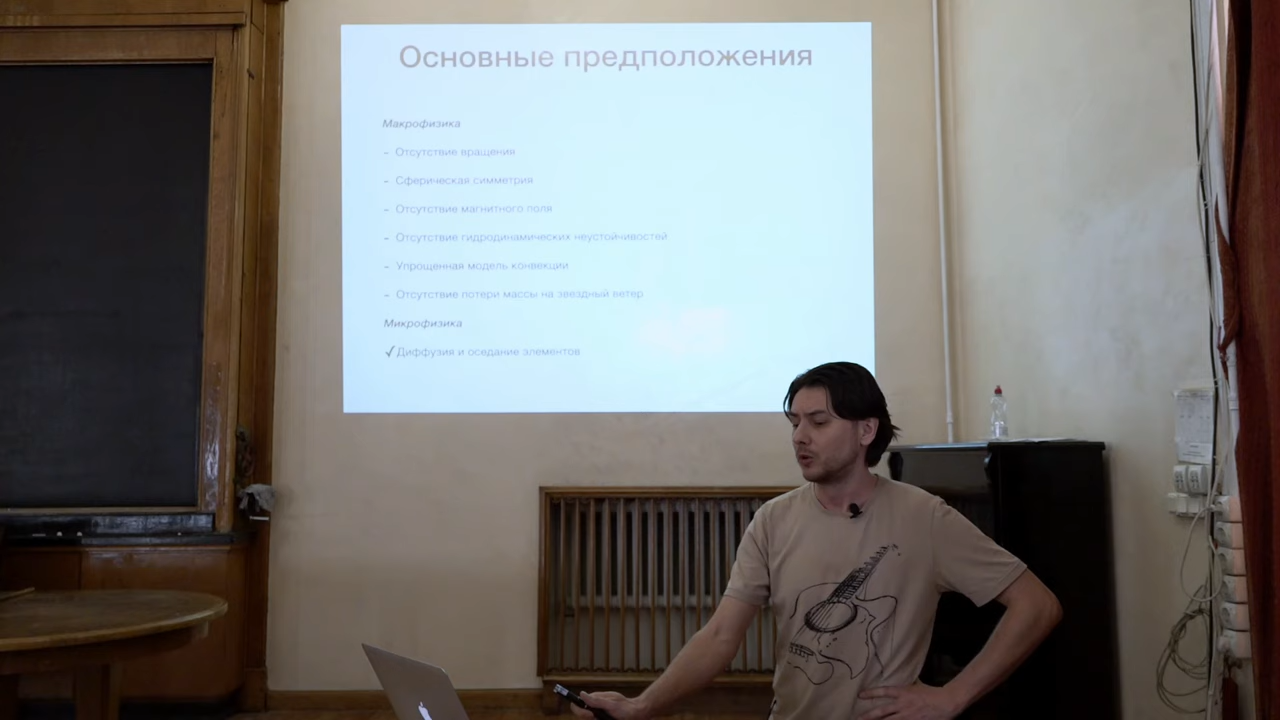 Основные предположения
Макрофизика
- Отсутствие вращения
- Сферическая симметрия
- Отсутствие магнитного поля
- Отсутствие гидродинамических неустойчивостей
- Упрощенная модель конвекции
- Отсутствие потери массы на звездный ветер
Микрофизика
✓Диффузия и оседание элементов